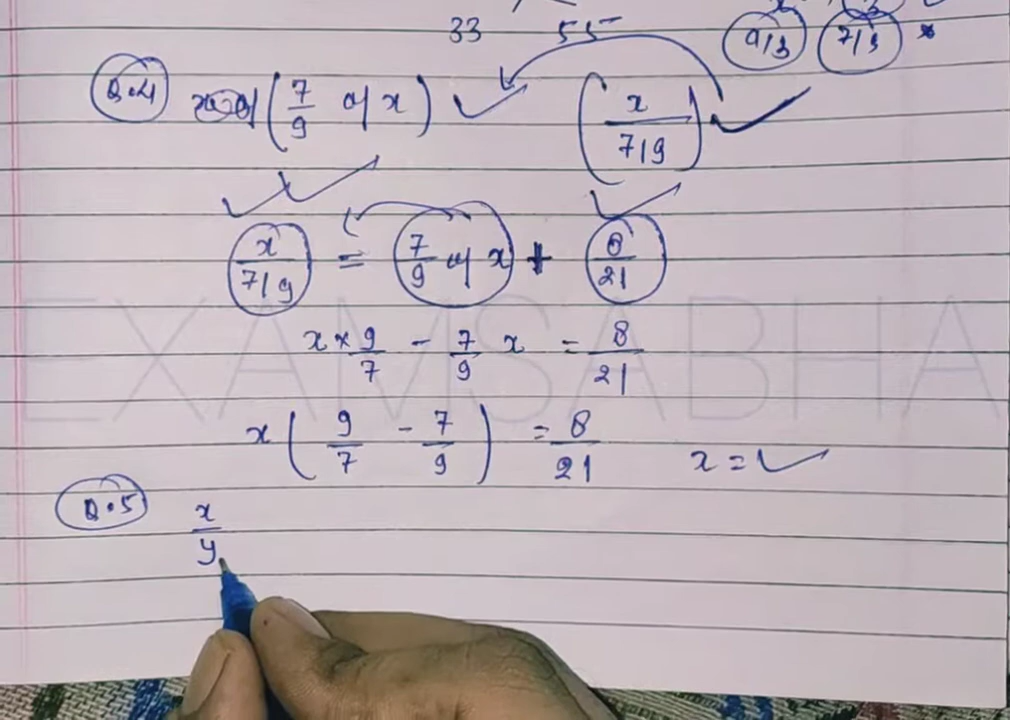 33 55
9/3 7/9 *
Q.4 (7/9 of x) (x/7/9)
x/7/9 = 7/9 of x + 8/21
x × 9/7 - 7/9 x = 8/21
x (9/7 - 7/9) = 8/21 x =
Q.5 x/y
EXAMSABHA